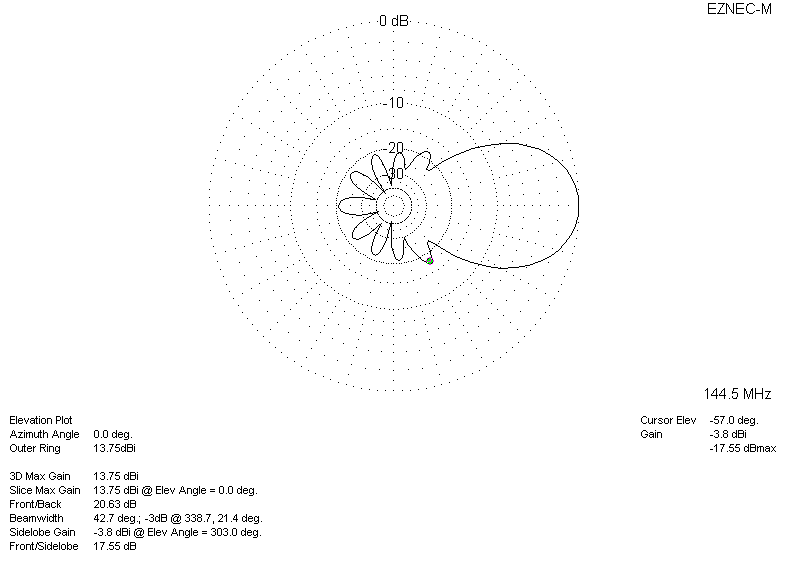 EZNEC-M
0 dB
-10
-20
-30
144.5 MHz
Elevation Plot
Azimuth Angle 0.0 deg.
Outer Ring 13.75dBi
Cursor Elev -57.0 deg.
Gain -3.8 dBi
-17.55 dBmax
3D Max Gain 13.75 dBi
Slice Max Gain 13.75 dBi @ Elev Angle = 0.0 deg.
Front/Back 20.63 dB
Beamwidth 42.7 deg.; -3dB @ 338.7, 21.4 deg.
Sidelobe Gain -3.8 dBi @ Elev Angle = 303.0 deg.
Front/Sidelobe 17.55 dB